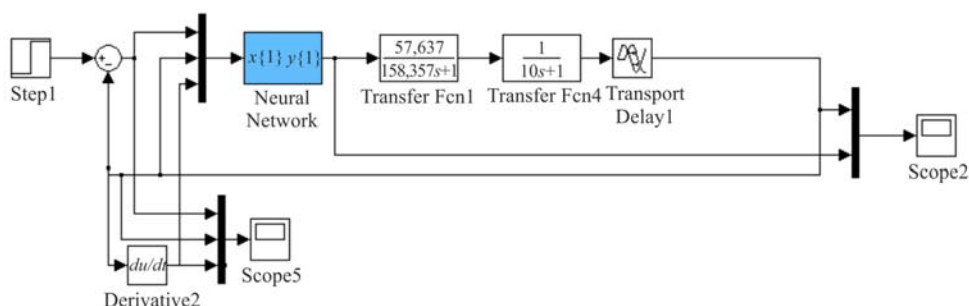 +
−
Step1
x{1} y{1}
Neural
Network
57,637
158,357s+1
Transfer Fcn1
1
10s+1
Transfer Fcn4
Transport
Delay1
Scope2
Scope5
du/dt
Derivative2